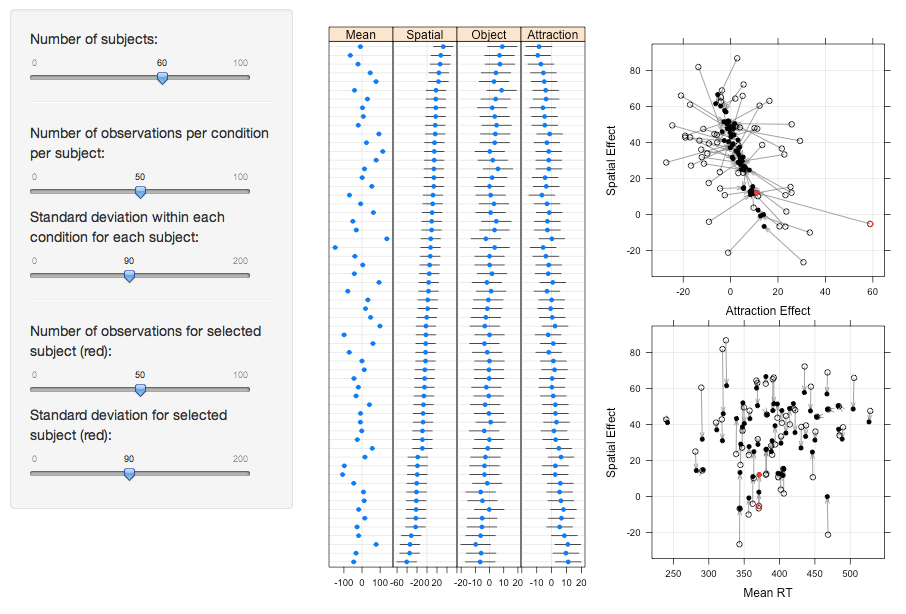 Number of subjects:
0 60 100
Number of observations per condition
per subject:
0 50 100
Standard deviation within each
condition for each subject:
0 90 200
Number of observations for selected
subject (red):
0 50 100
Standard deviation for selected
subject (red):
0 90 200
Mean Spatial Object Attraction
-100 0 100 -60 -20 0 20 -20 -10 0 10 20 -10 0 10 20
Spatial Effect
80
60
40
20
0
-20
-20 0 20 40 60
Attraction Effect
Spatial Effect
80
60
40
20
0
-20
250 300 350 400 450 500
Mean RT